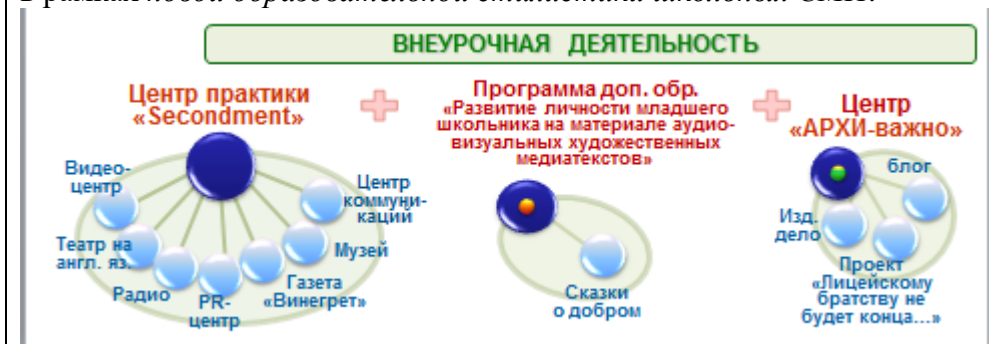 ВНЕУРОЧНАЯ ДЕЯТЕЛЬНОСТЬ
Центр практики
«Secondment»
Видео-
центр
Театр на
англ. яз.
Радио
PR-
центр
Газета
«Винегрет»
Музей
Центр
коммуни-
каций
Программа доп. обр.
«Развитие личности младшего
школьника на материале аудио-
визуальных художественных
медиатекстов»
Сказки
о добром
Центр
«АРХИ-важно»
блог
Изд.
дело
Проект
«Лицейскому
братству не
будет конца...»